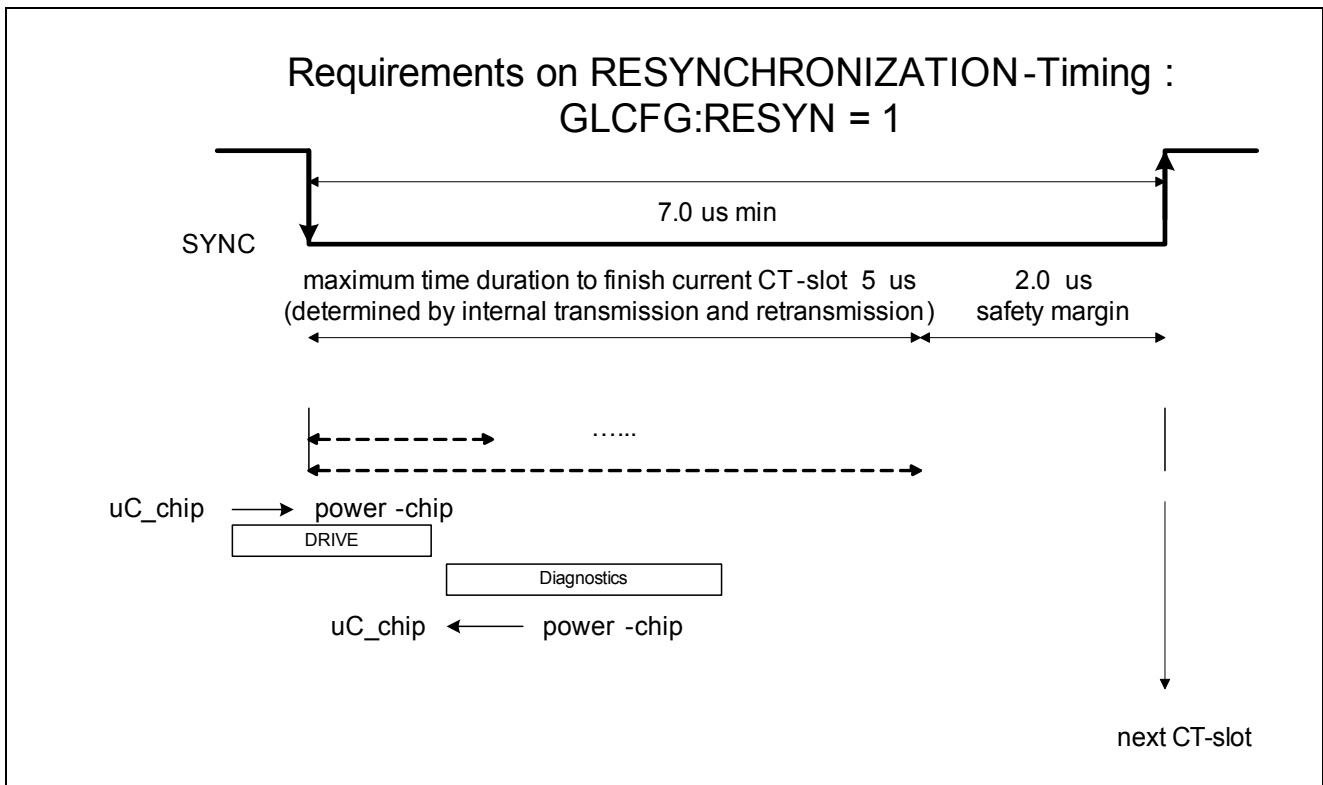 Requirements on RESYNCHRONIZATION-Timing :
GLCFG:RESYN = 1
7.0 us min
SYNC
maximum time duration to finish current CT-slot 5 us
(determined by internal transmission and retransmission)
2.0 us
safety margin
…...
uC_chip power -chip
DRIVE
Diagnostics
uC_chip power -chip
next CT-slot